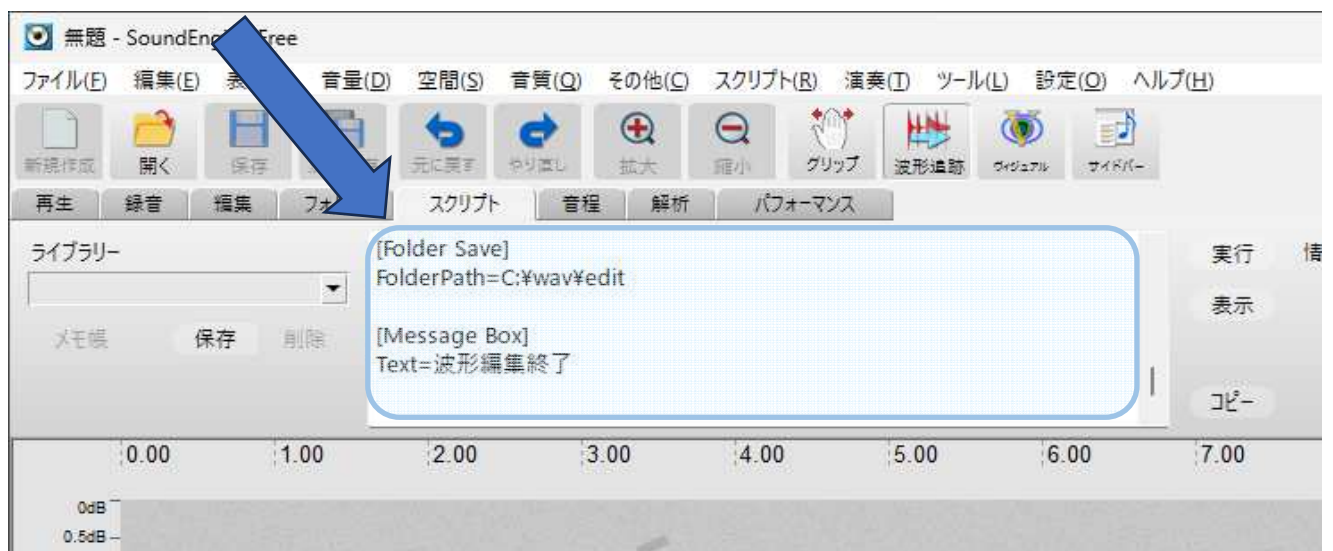 無題 - SoundEn Free
ファイル(F) 編集(E) 音量(D) 空間(S) 音質(Q) その他(C) スクリプト(R) 演奏(T) ツール(L) 設定(O) ヘルプ(H)
新規作成 開く 保存 元に戻す やり直し 拡大 縮小 グリップ 波形追跡 ヴィジュアル サイドバー
再生 録音 編集 フォ スクリプト 音程 解析 パフォーマンス
ライブラリー
[Folder Save]
FolderPath=C:¥wav¥edit
[Message Box]
Text=波形編集終了
実行 情
表示
メモ帳 保存 削除
コピー
0.00 1.00 2.00 3.00 4.00 5.00 6.00 7.00
0dB
0.5dB